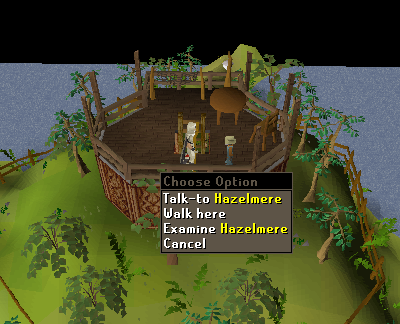 Choose Option
Talk-to Hazelmere
Walk here
Examine Hazelmere
Cancel